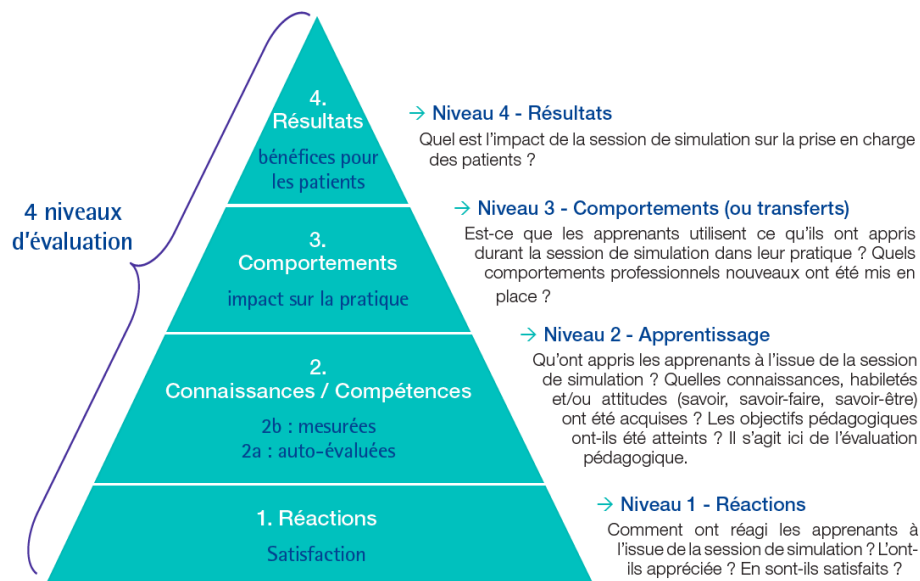 4 niveaux
d'évaluation
4.
Résultats
bénéfices pour
les patients
3.
Comportements
impact sur la pratique
2.
Connaissances / Compétences
2b : mesurées
2a : auto-évaluées
1. Réactions
Satisfaction
→ Niveau 4 - Résultats
Quel est l'impact de la session de simulation sur la prise en charge
des patients ?
→ Niveau 3 - Comportements (ou transferts)
Est-ce que les apprenants utilisent ce qu'ils ont appris
durant la session de simulation dans leur pratique ? Quels
comportements professionnels nouveaux ont été mis en
place ?
→ Niveau 2 - Apprentissage
Qu'ont appris les apprenants à l'issue de la session
de simulation ? Quelles connaissances, habiletés
et/ou attitudes (savoir, savoir-faire, savoir-être)
ont été acquises ? Les objectifs pédagogiques
ont-ils été atteints ? Il s'agit ici de l'évaluation
pédagogique.
→ Niveau 1 - Réactions
Comment ont réagi les apprenants à
l'issue de la session de simulation ? L'ont-
ils appréciée ? En sont-ils satisfaits ?